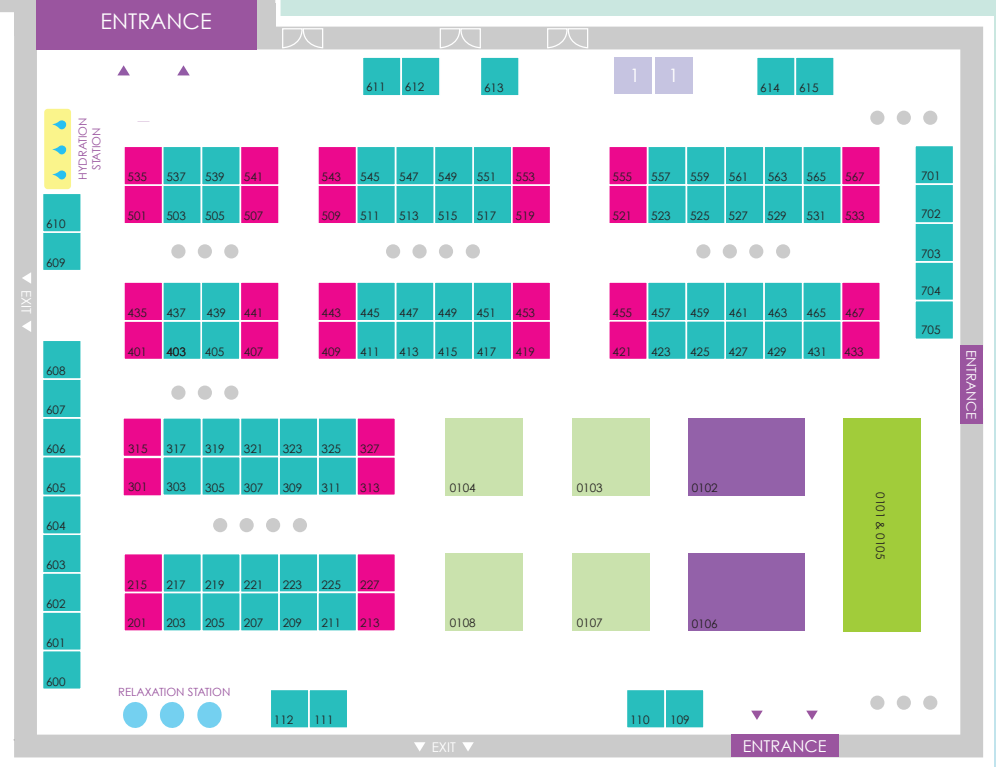 ENTRANCE
611 612 613 1 1 614 615
HYDRATION
STATION
535 537 539 541 543 545 547 549 551 553 555 557 559 561 563 565 567 701
501 503 505 507 509 511 513 515 517 519 521 523 525 527 529 531 533 702
610
609 703
EXIT
435 437 439 441 443 445 447 449 451 453 455 457 459 461 463 465 467 704
401 403 405 407 409 411 413 415 417 419 421 423 425 427 429 431 433 705
608
ENTRANCE
607
606 315 317 319 321 323 325 327
605 301 303 305 307 309 311 313 0104 0103 0102
0101 & 0105
604
603
602 215 217 219 221 223 225 227
601 201 203 205 207 209 211 213 0108 0107 0106
600
RELAXATION STATION
112 111 110 109
EXIT ENTRANCE